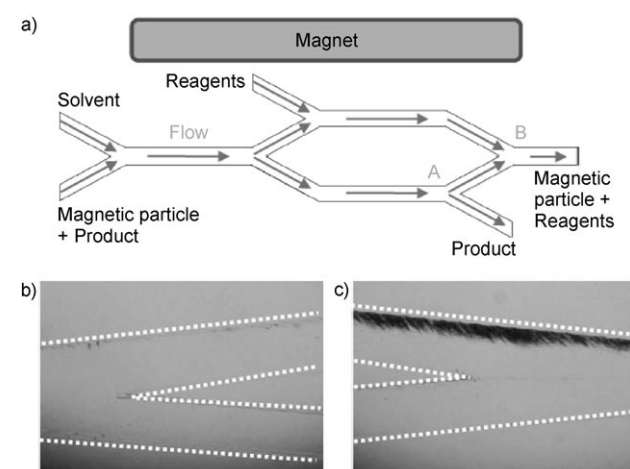 a)
Magnet
Reagents
Solvent
Flow
B
A
Magnetic particle
+ Product
Magnetic
particle +
Reagents
Product
b)
c)